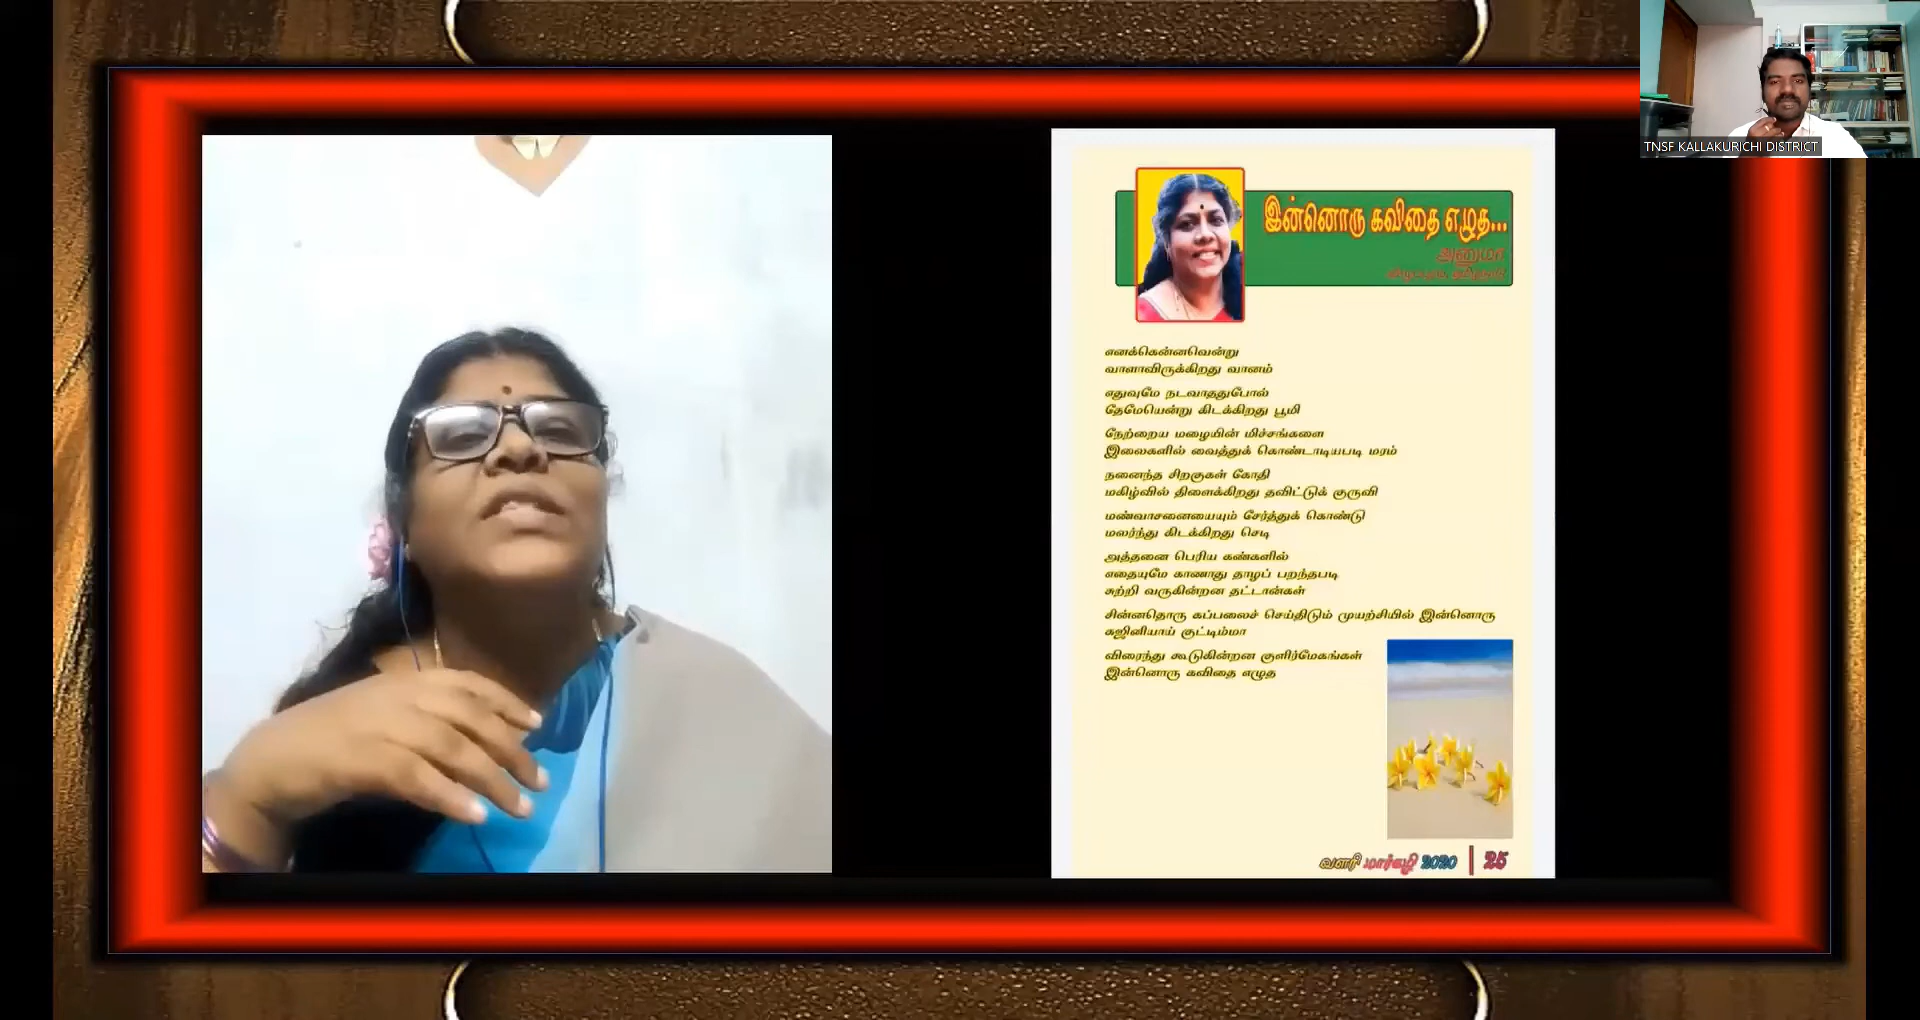 TNSF KALLAKURICHI DISTRICT
இன்னொரு கவிதை எழுத...
அனுமா
எனக்கென்னவென்று
வாளாவிருக்கிறது வானம்
எதுவுமே நடவாததுபோல்
தேமேயென்று கிடக்கிறது பூமி
நேற்றைய மழையின் மிச்சங்களை
இலைகளில் வைத்துக் கொண்டாடியபடி மரம்
நனைந்த சிறகுகள் கோதி
மகிழ்வில் திளைக்கிறது தவிட்டுக் குருவி
மண்வாசனையையும் சேர்த்துக் கொண்டு
மலர்ந்து கிடக்கிறது செடி
அத்தனை பெரிய கண்களில்
எதையுமே காணாது தாழப் பறந்தபடி
சுற்றி வருகின்றன தட்டான்கள்
சின்னதொரு கப்பலைச் செய்திடும் முயற்சியில் இன்னொரு
சுஜினியாய் குட்டிம்மா
விரைந்து கூடுகின்றன குளிர்மேகங்கள்
இன்னொரு கவிதை எழுத
வளரி மார்கழி 2020 | 25